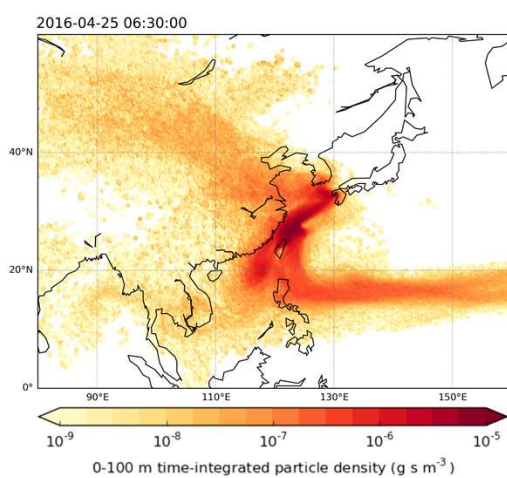 2016-04-25 06:30:00
40°N
20°N
0°
90°E 110°E 130°E 150°E
10⁻⁹ 10⁻⁸ 10⁻⁷ 10⁻⁶ 10⁻⁵
0-100 m time-integrated particle density (g s m⁻³)